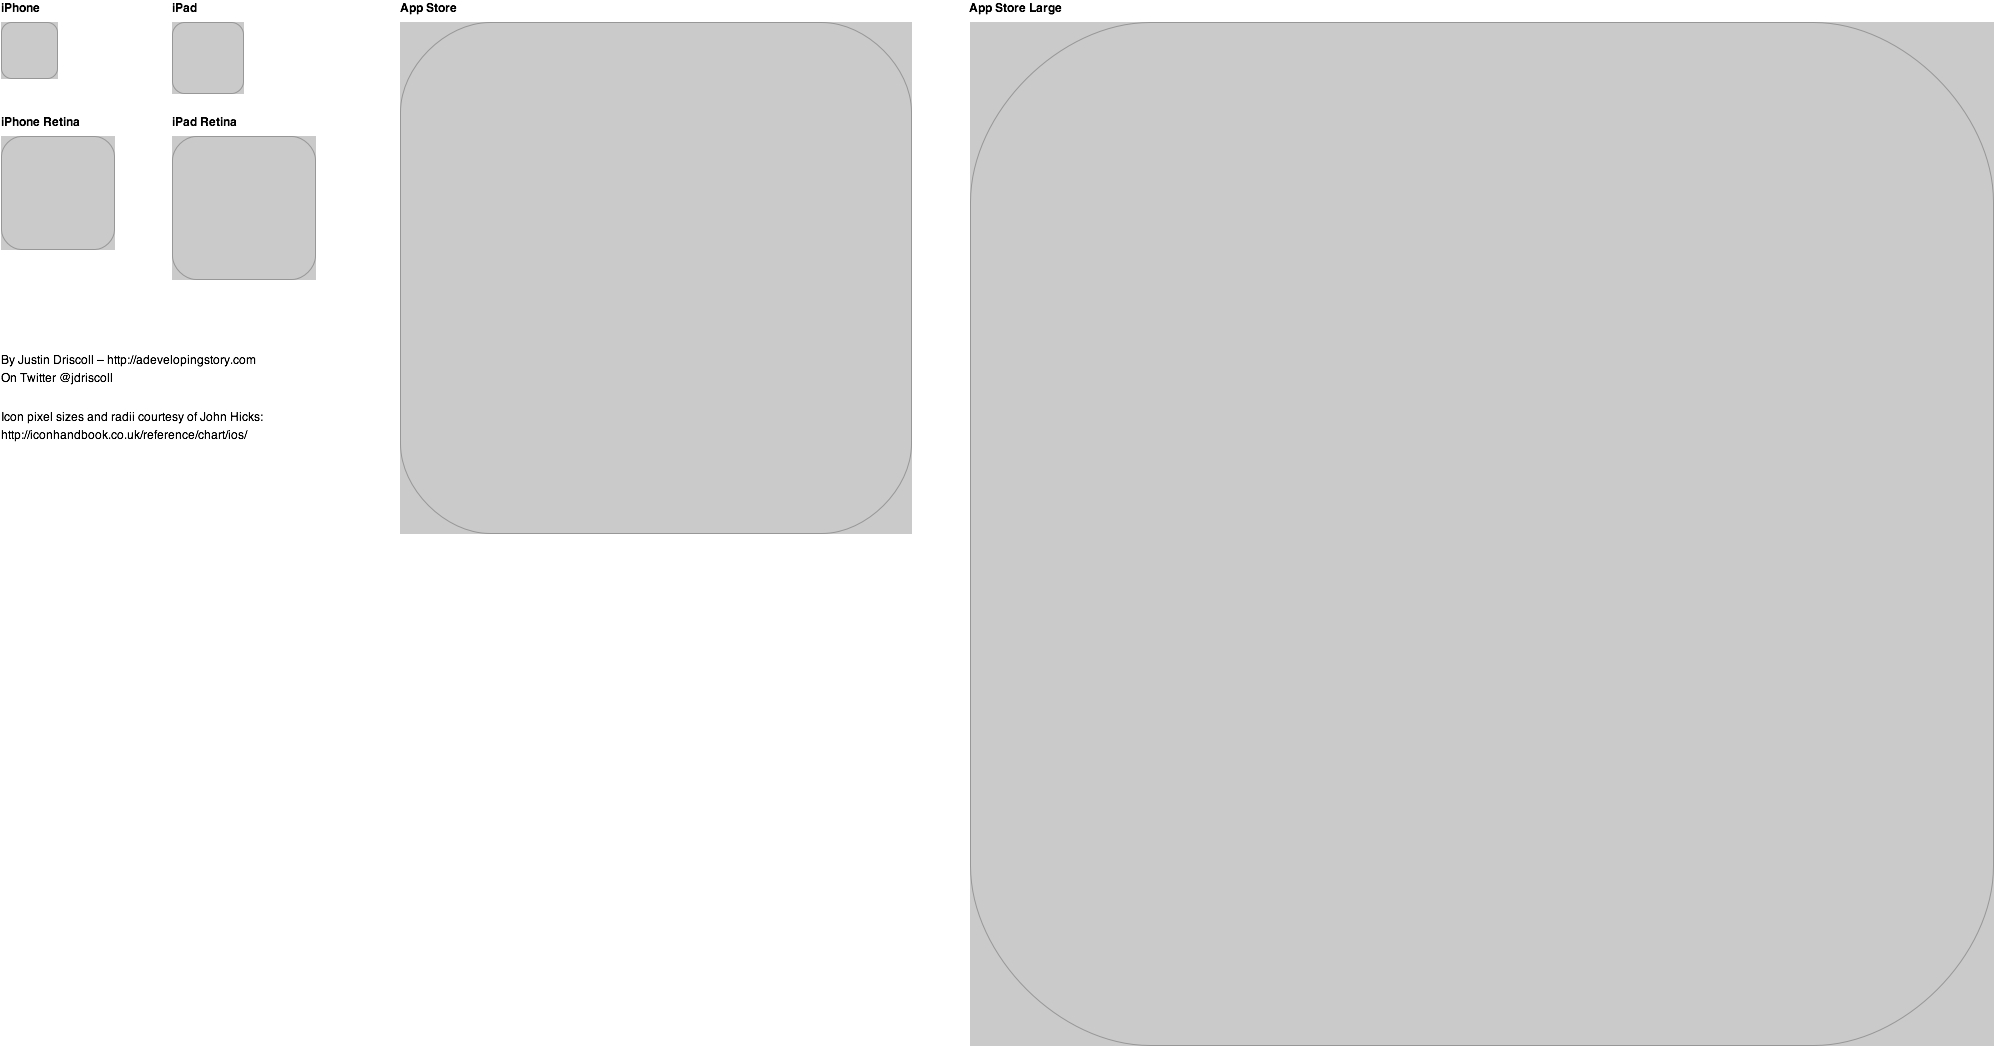 iPhone
iPad
App Store
App Store Large
iPhone Retina
iPad Retina
By Justin Driscoll – http://adevelopingstory.com
On Twitter @jdriscoll
Icon pixel sizes and radii courtesy of John Hicks:
http://iconhandbook.co.uk/reference/chart/ios/